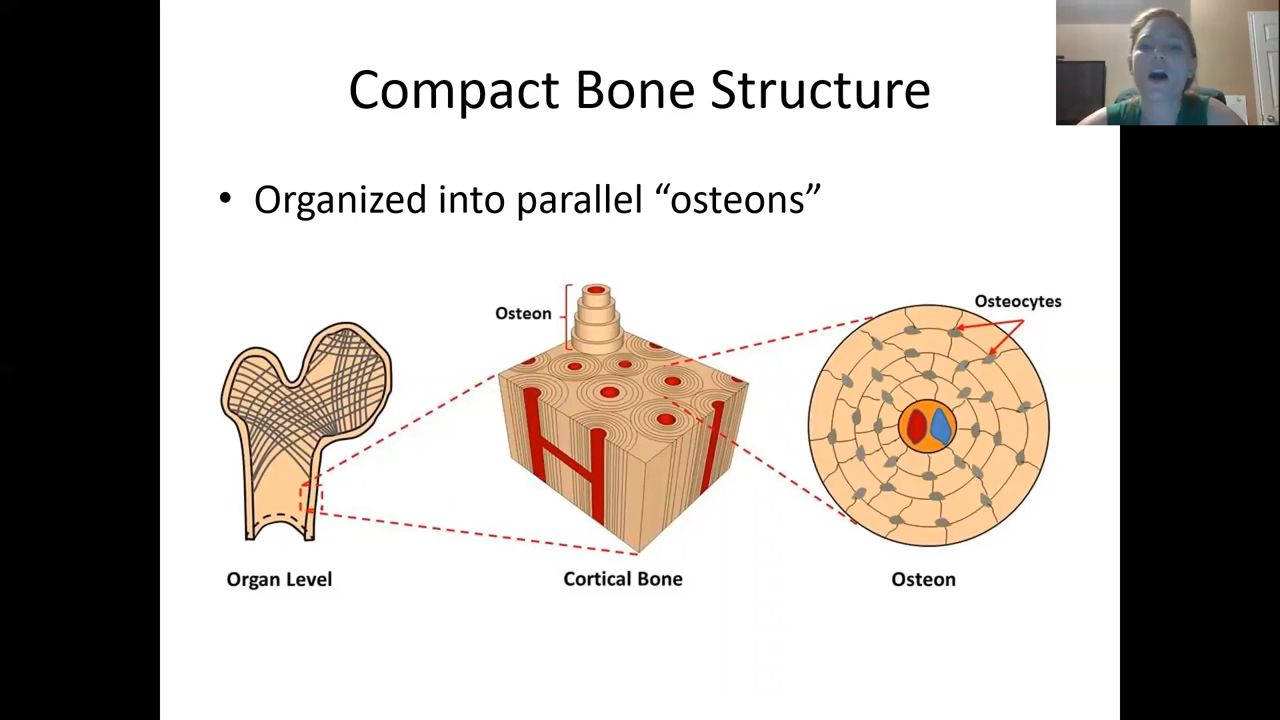 Compact Bone Structure
• Organized into parallel “osteons”
Osteon
Osteocytes
Organ Level
Cortical Bone
Osteon